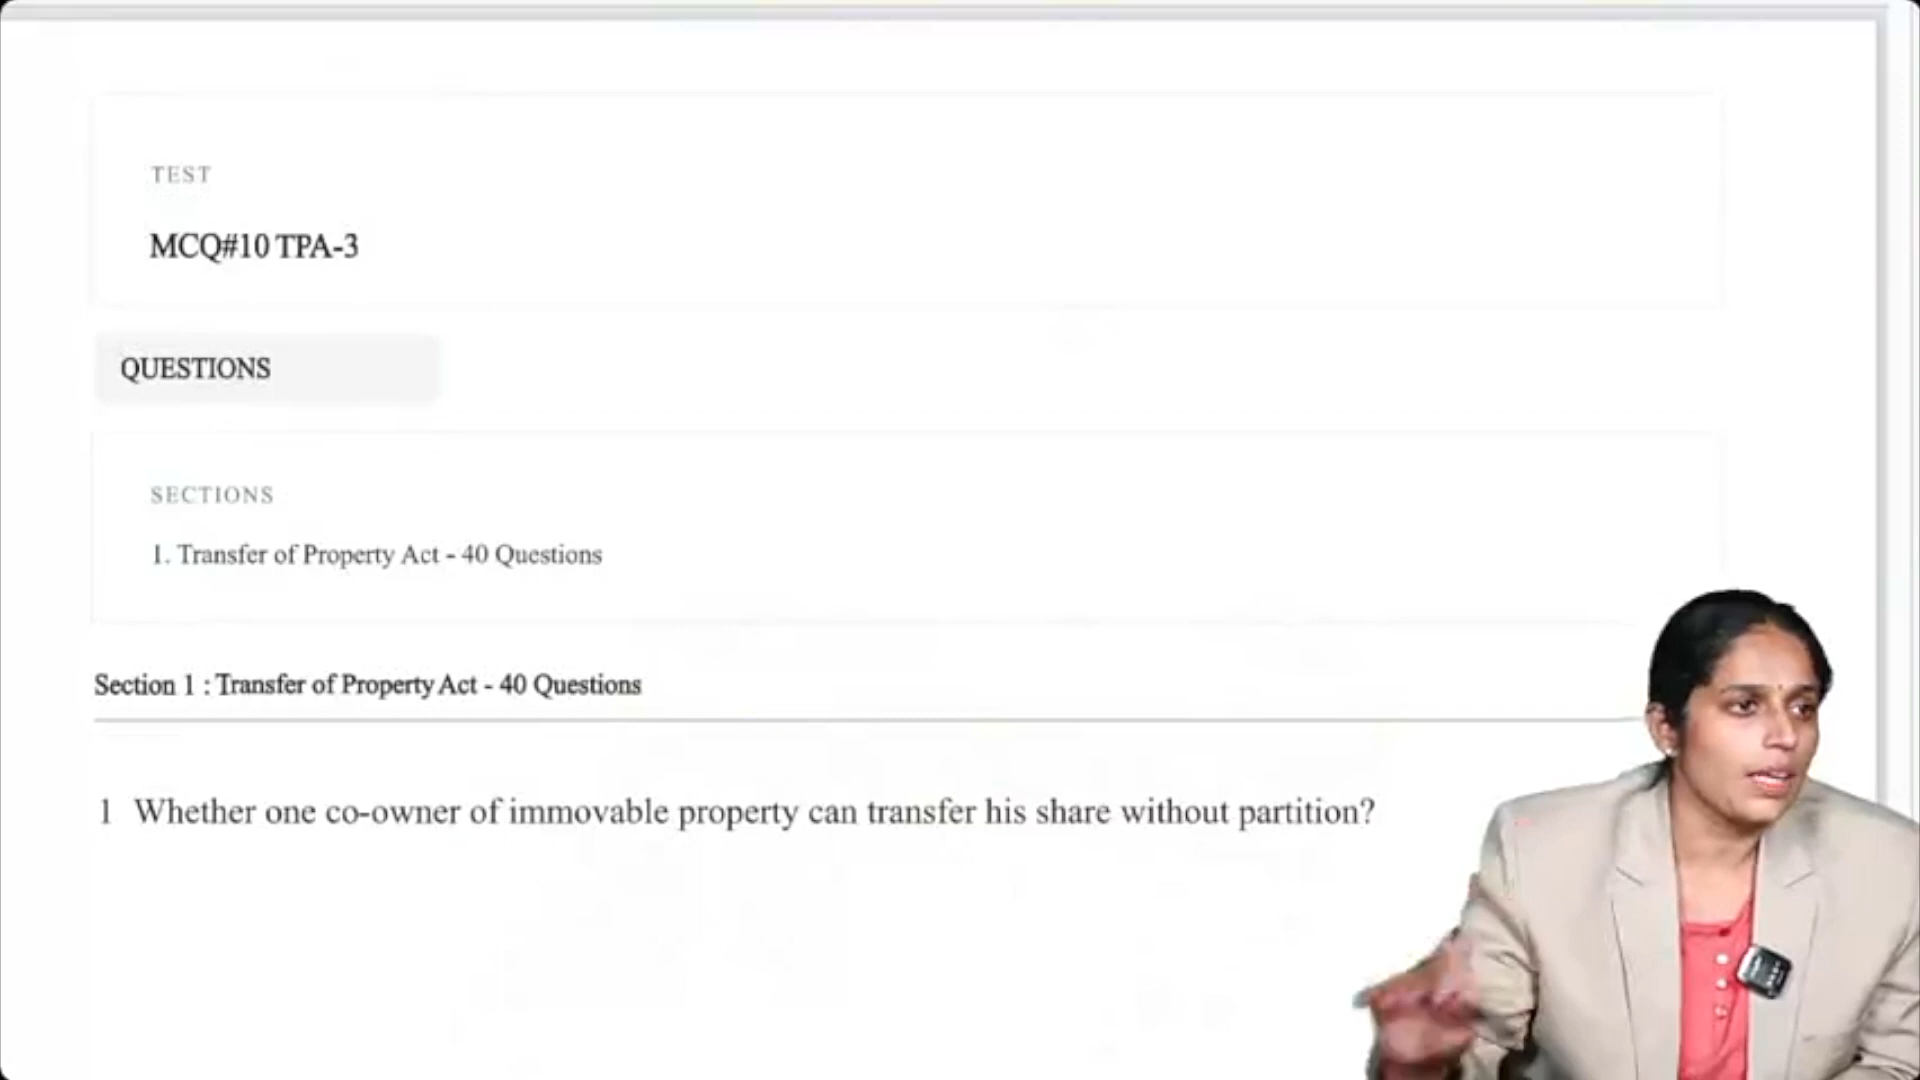 TEST
MCQ#10 TPA-3
QUESTIONS
SECTIONS
1. Transfer of Property Act - 40 Questions
Section 1 : Transfer of Property Act - 40 Questions
1 Whether one co-owner of immovable property can transfer his share without partition?